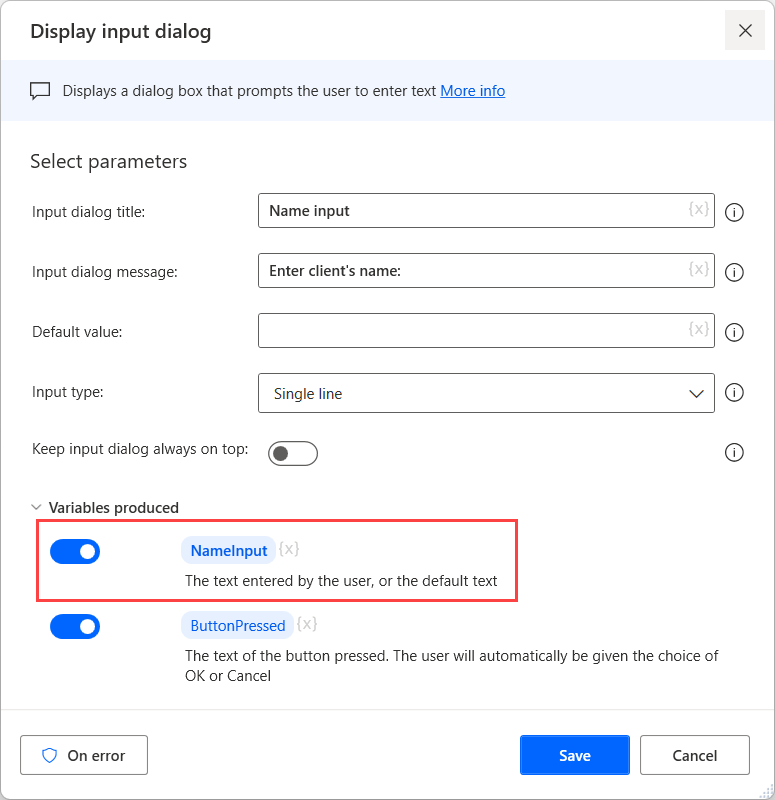 Display input dialog
Displays a dialog box that prompts the user to enter text More info
Select parameters
Input dialog title: Name input {x}
Input dialog message: Enter client's name: {x}
Default value: {x}
Input type: Single line
Keep input dialog always on top:
Variables produced
NameInput {x}
The text entered by the user, or the default text
ButtonPressed {x}
The text of the button pressed. The user will automatically be given the choice of
OK or Cancel
On error Save Cancel